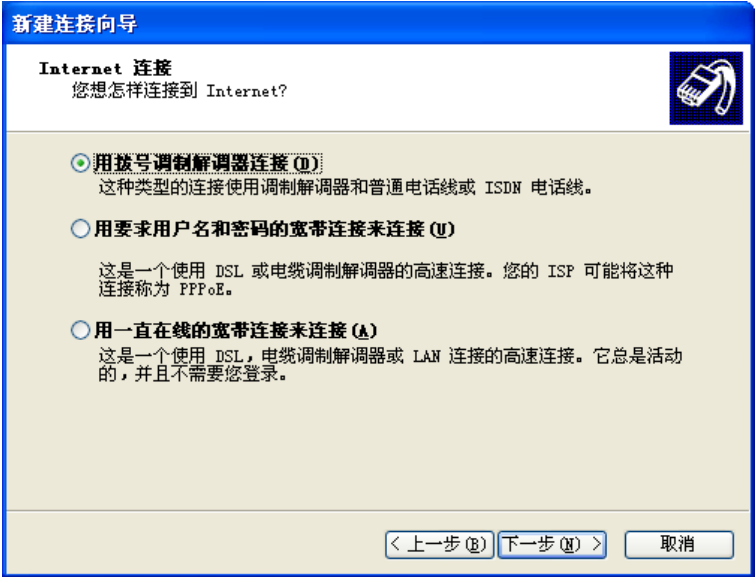 新建连接向导
Internet 连接
您想怎样连接到 Internet?
用拨号调制解调器连接(D)
这种类型的连接使用调制解调器和普通电话线或 ISDN 电话线。
用要求用户名和密码的宽带连接来连接(U)
这是一个使用 DSL 或电缆调制解调器的高速连接。您的 ISP 可能将这种
连接称为 PPPoE。
用一直在线的宽带连接来连接(A)
这是一个使用 DSL，电缆调制解调器或 LAN 连接的高速连接。它总是活动
的，并且不需要您登录。
< 上一步(B) 下一步(N) > 取消